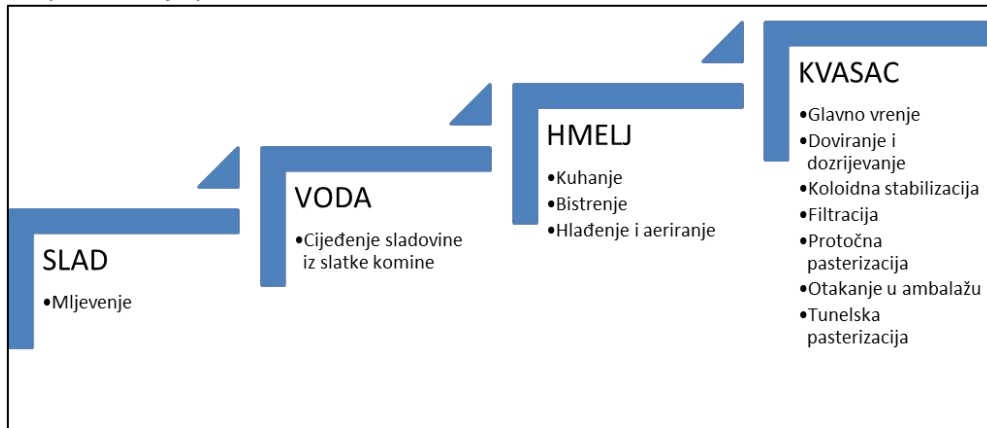 SLAD
•Mljevenje
VODA
•Cijeđenje sladovine
iz slatke komine
HMELJ
•Kuhanje
•Bistrenje
•Hlađenje i aeriranje
KVASAC
•Glavno vrenje
•Doviranje i
dozrijevanje
•Koloidna stabilizacija
•Filtracija
•Protočna
pasterizacija
•Otakanje u ambalažu
•Tunelska
pasterizacija